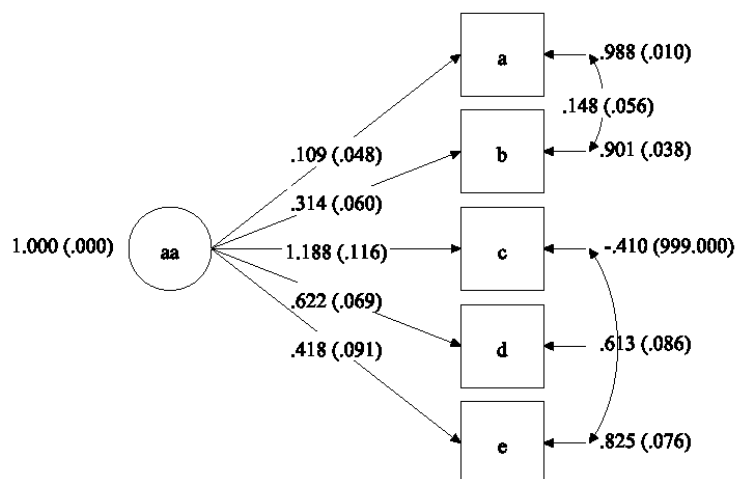 a
.988 (.010)
.148 (.056)
.109 (.048)
b
.901 (.038)
.314 (.060)
1.000 (.000)
aa
1.188 (.116)
c
-.410 (999.000)
.622 (.069)
d
.613 (.086)
.418 (.091)
e
.825 (.076)